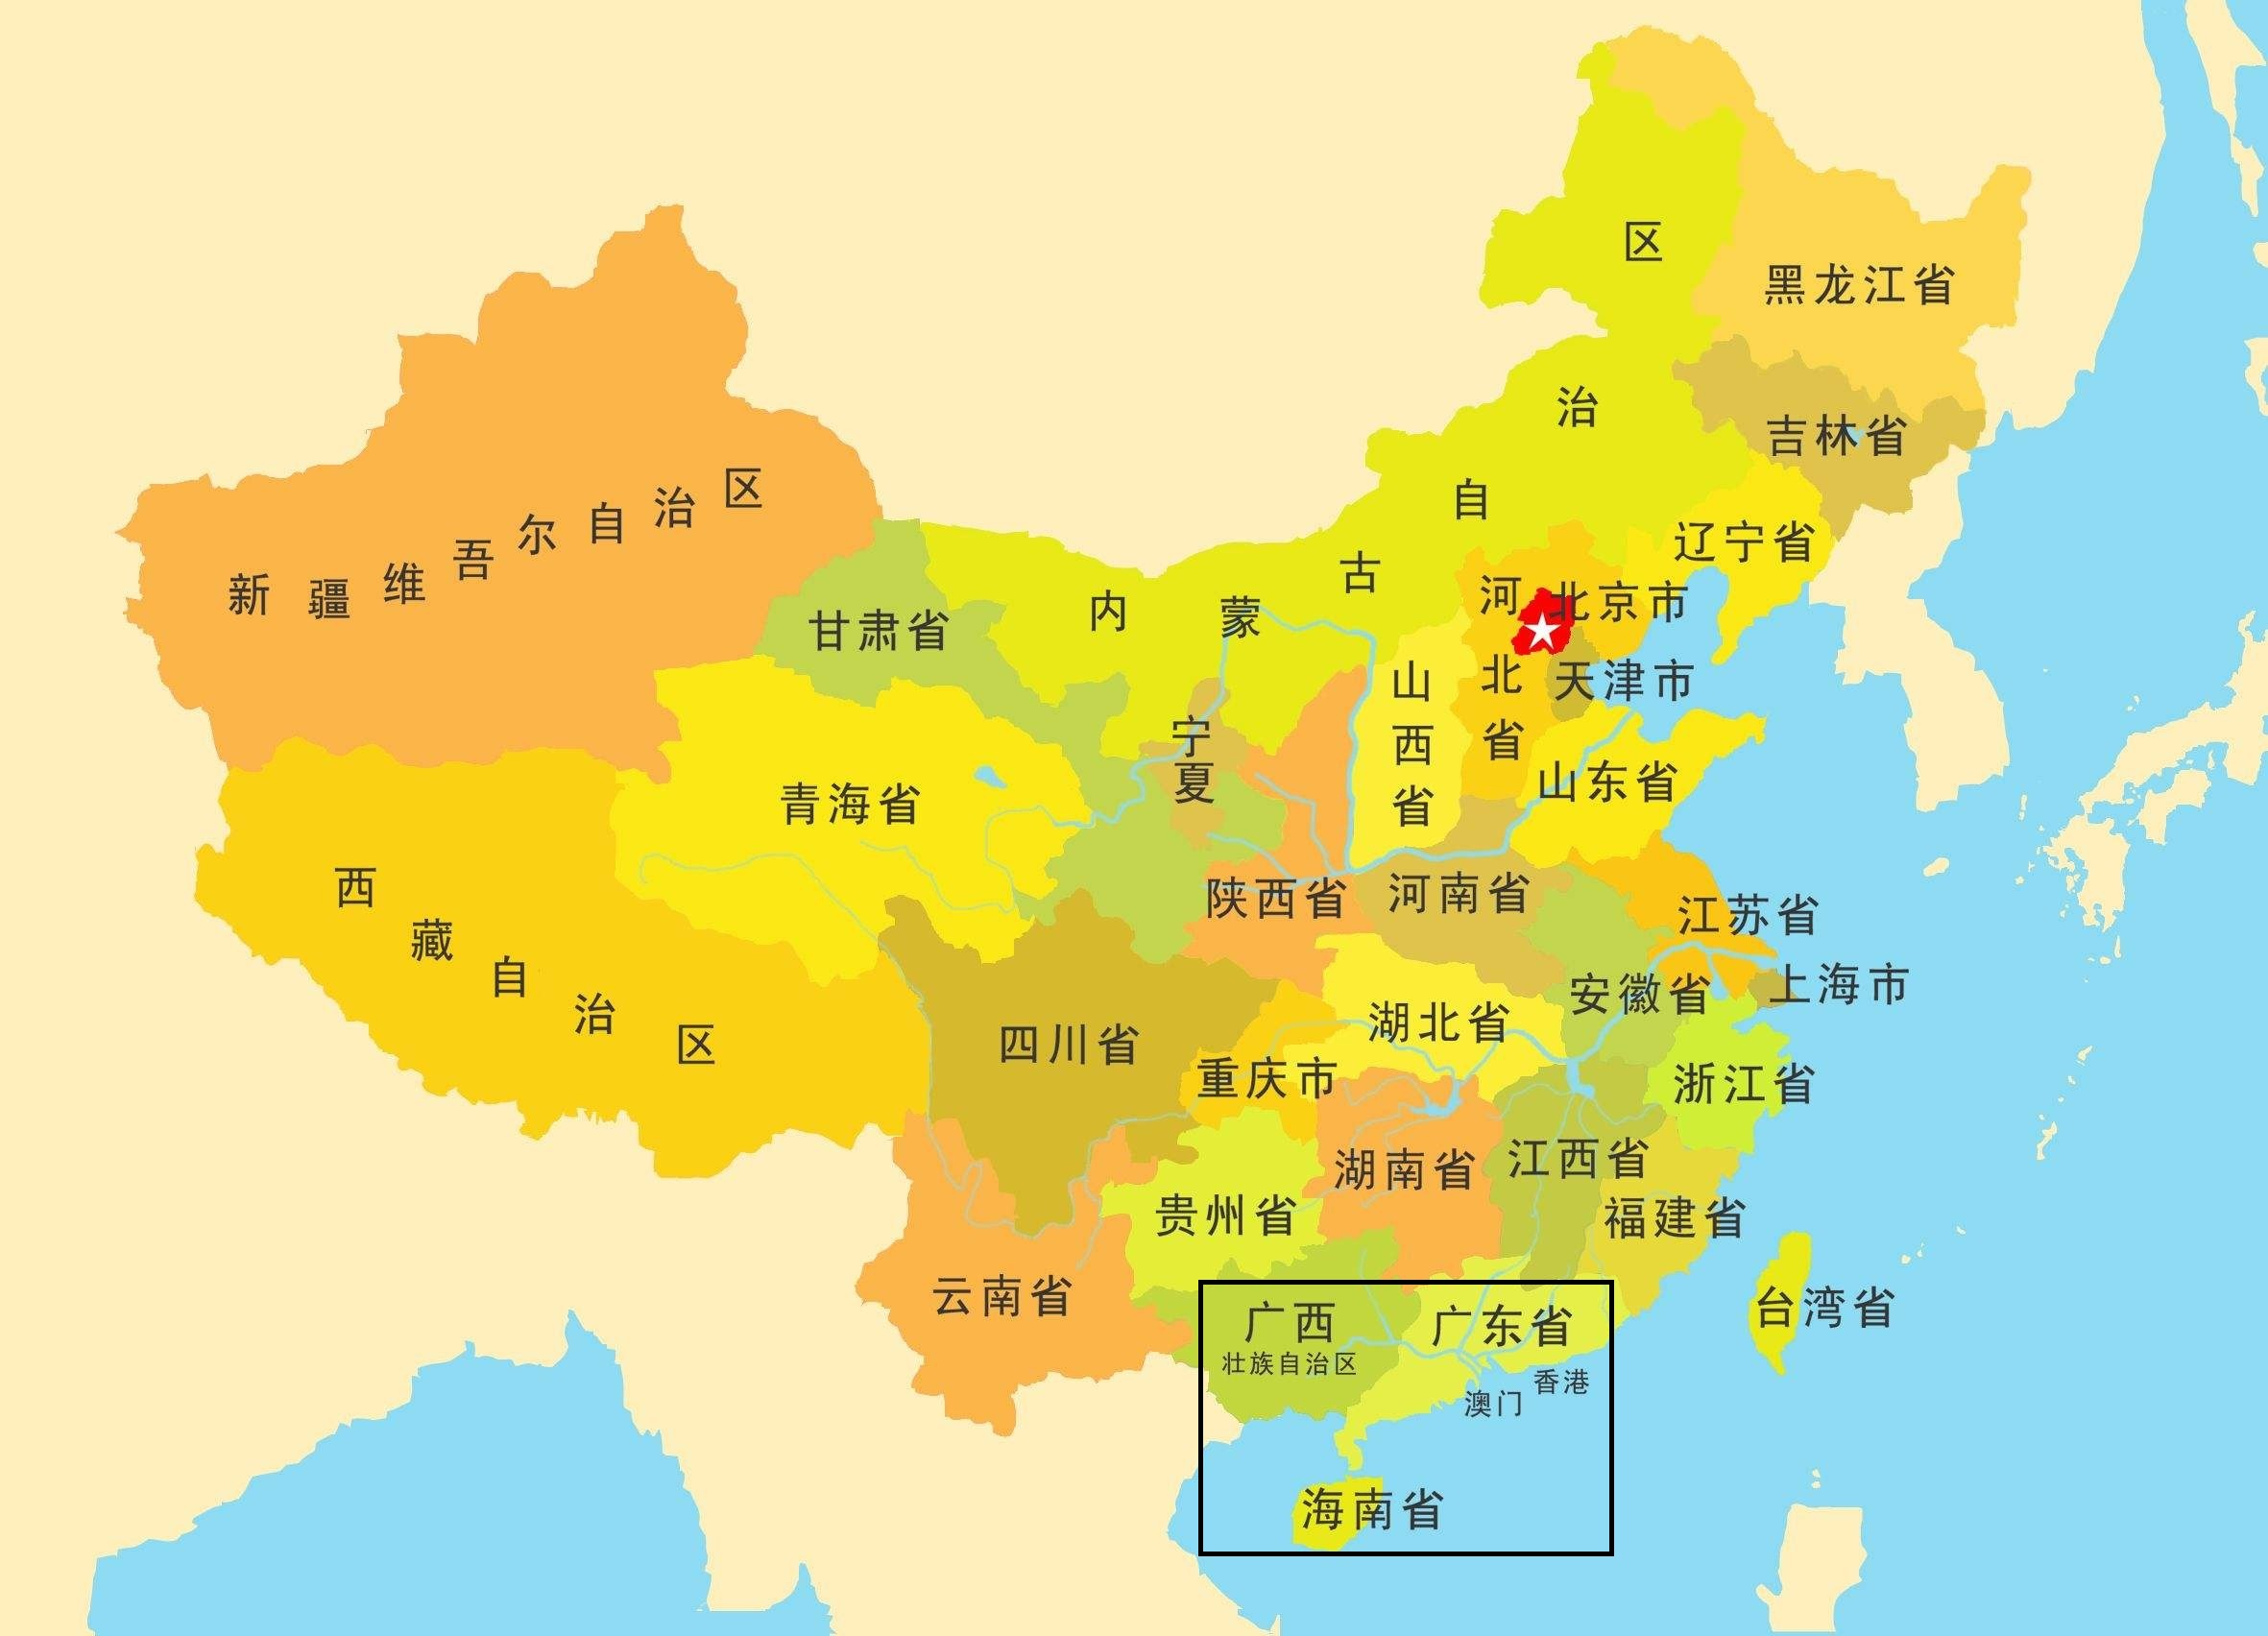 黑龙江省
吉林省
辽宁省
内蒙古自治区
新疆维吾尔自治区
甘肃省
北京市
河北省
天津市
山西省
宁夏
青海省
山东省
陕西省
河南省
江苏省
西藏自治区
安徽省
上海市
四川省
湖北省
重庆市
浙江省
湖南省
江西省
贵州省
福建省
云南省
台湾省
广西
壮族自治区
广东省
香港
澳门
海南省